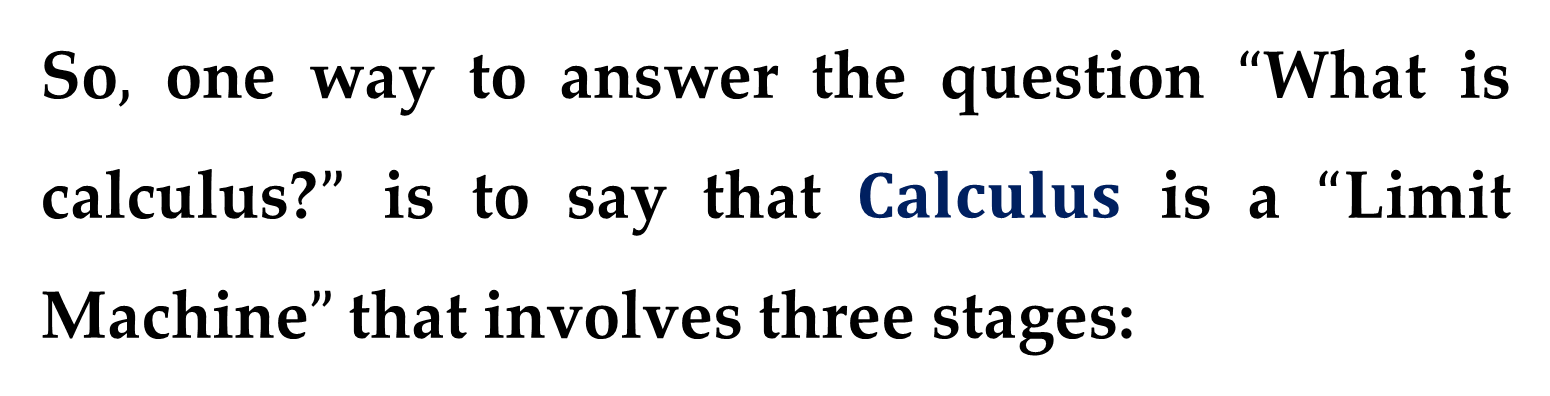 So, one way to answer the question “What is
calculus?” is to say that Calculus is a “Limit
Machine” that involves three stages: